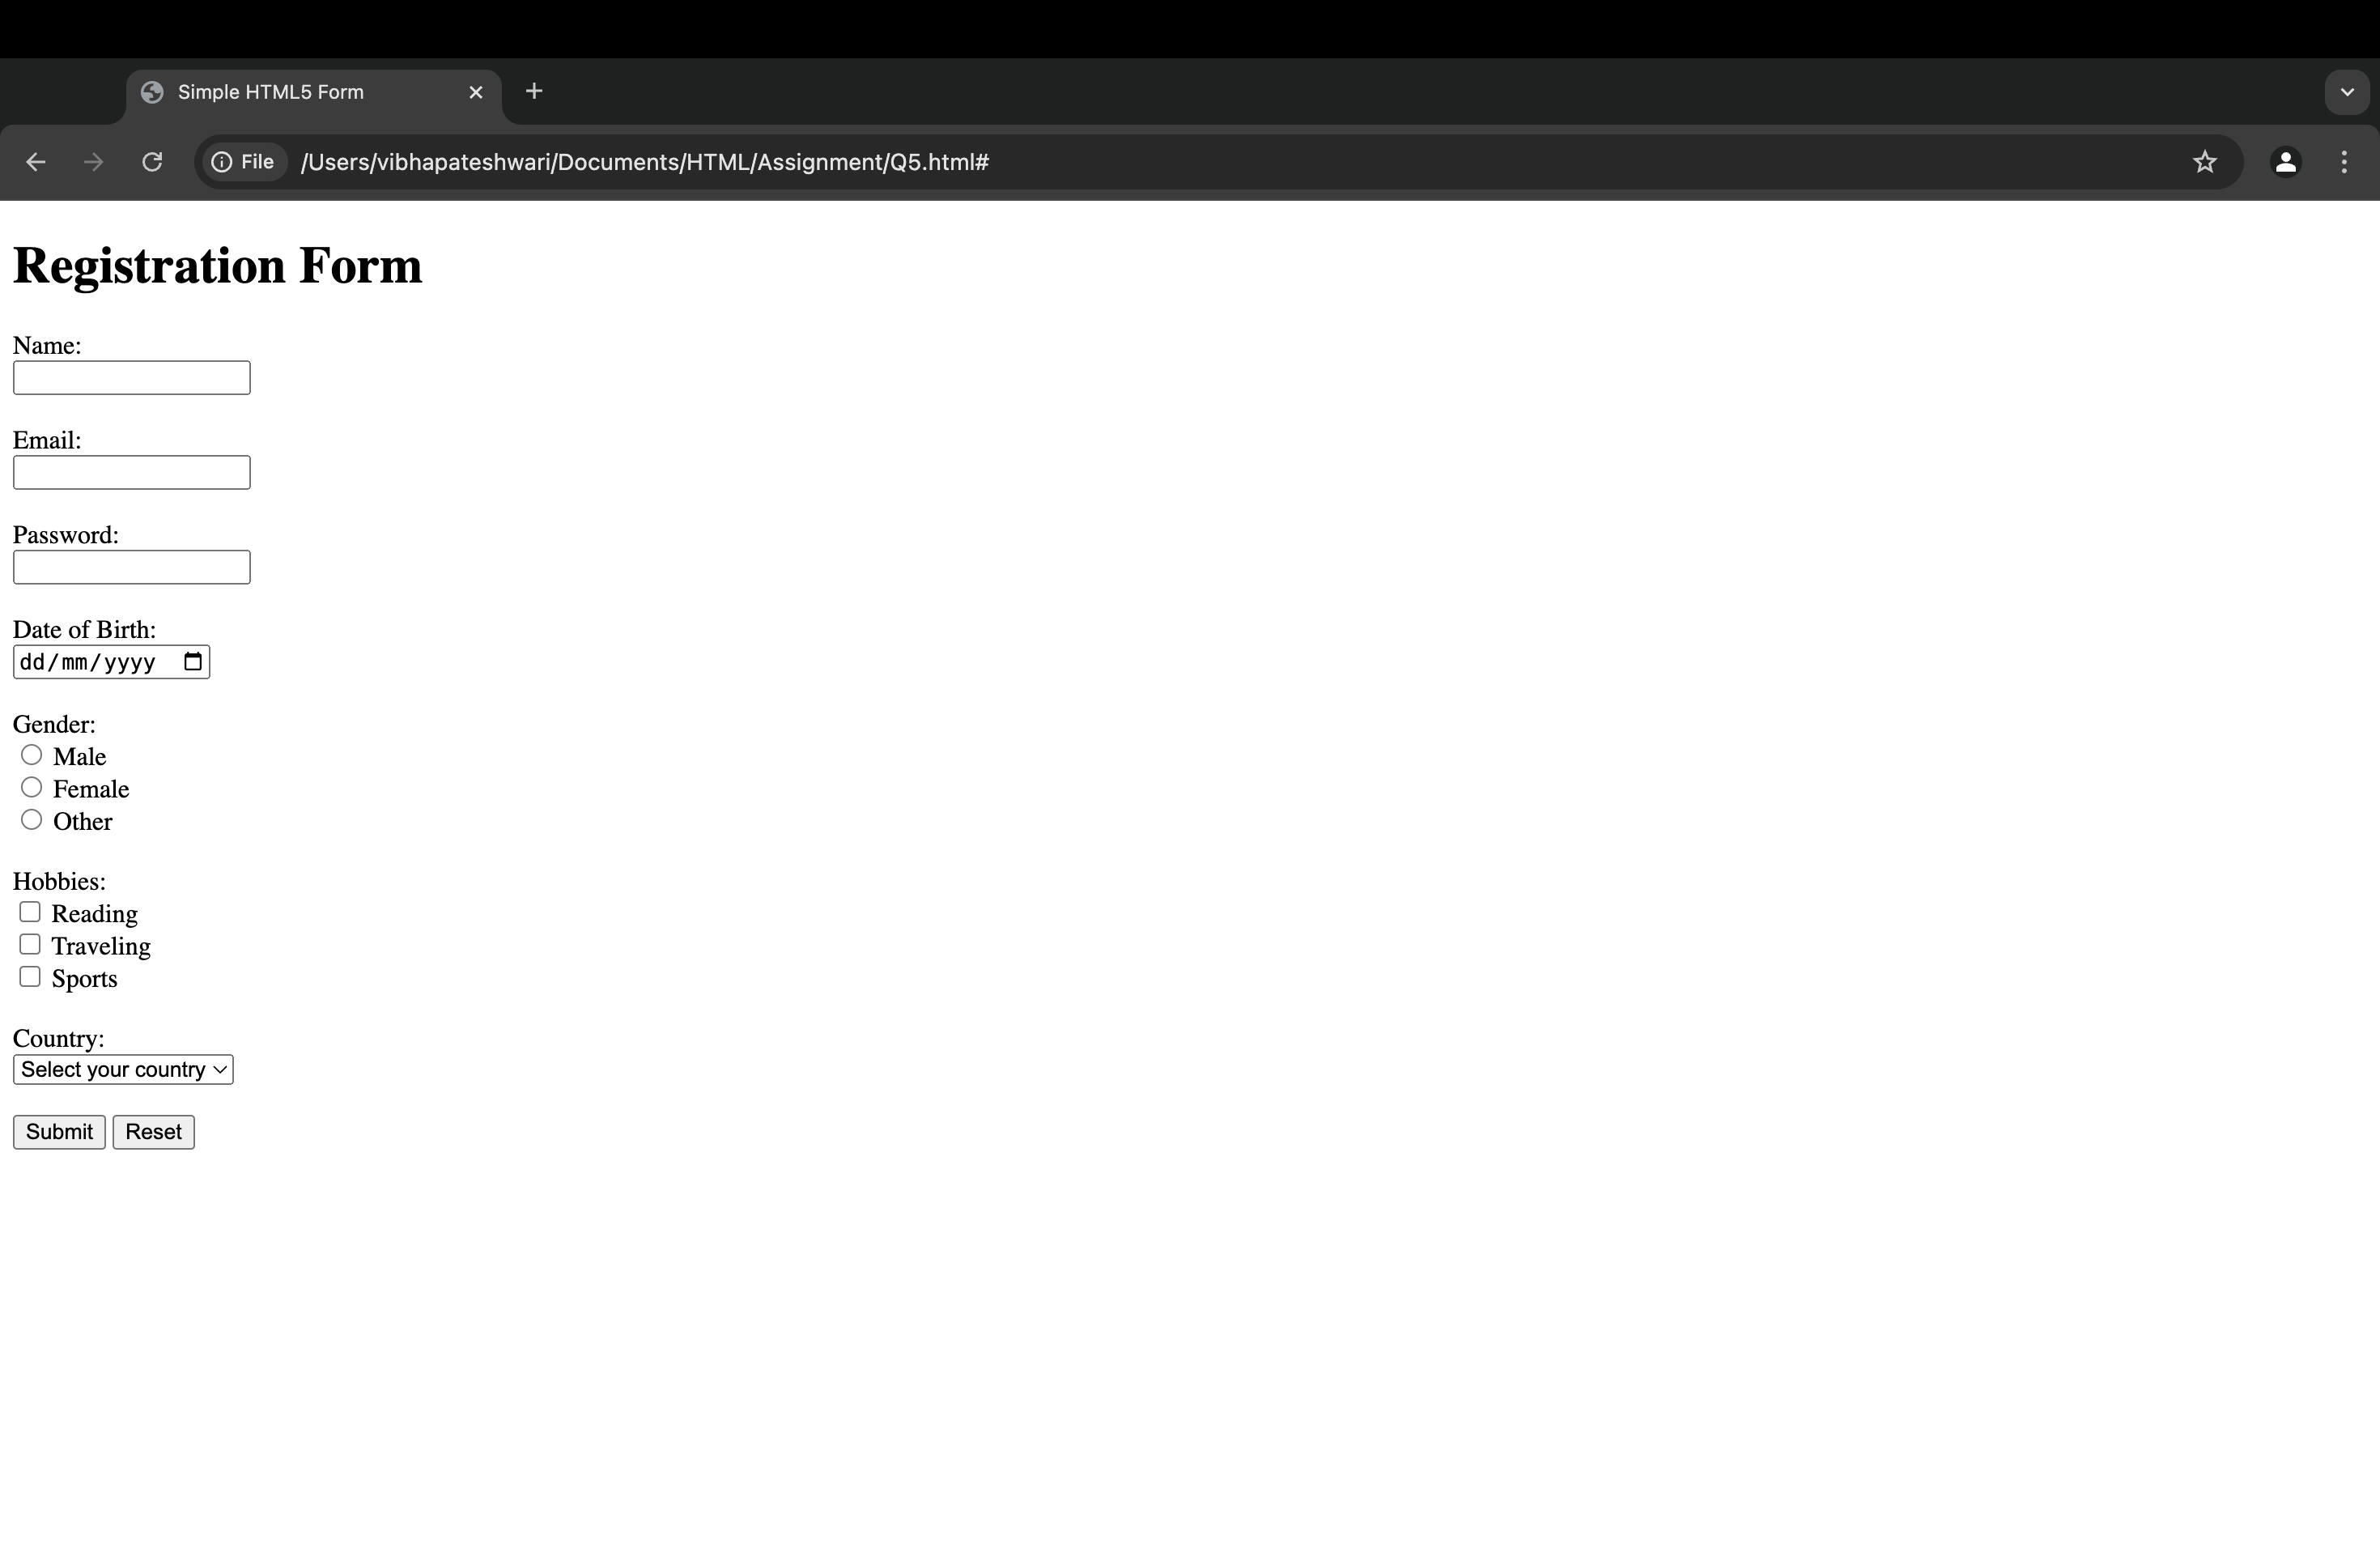 Simple HTML5 Form
File /Users/vibhapateshwari/Documents/HTML/Assignment/Q5.html#
Registration Form
Name:
Email:
Password:
Date of Birth:
dd/mm/yyyy
Gender:
Male
Female
Other
Hobbies:
Reading
Traveling
Sports
Country:
Select your country
Submit Reset